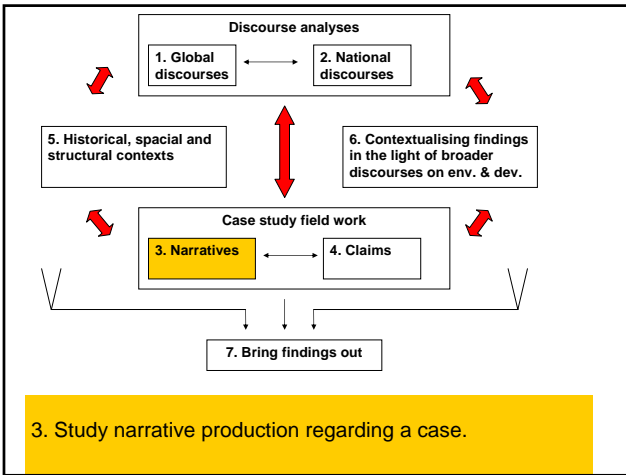 Discourse analyses
1. Global
discourses
2. National
discourses
5. Historical, spacial and
structural contexts
6. Contextualising findings
in the light of broader
discourses on env. & dev.
Case study field work
3. Narratives
4. Claims
7. Bring findings out
3. Study narrative production regarding a case.